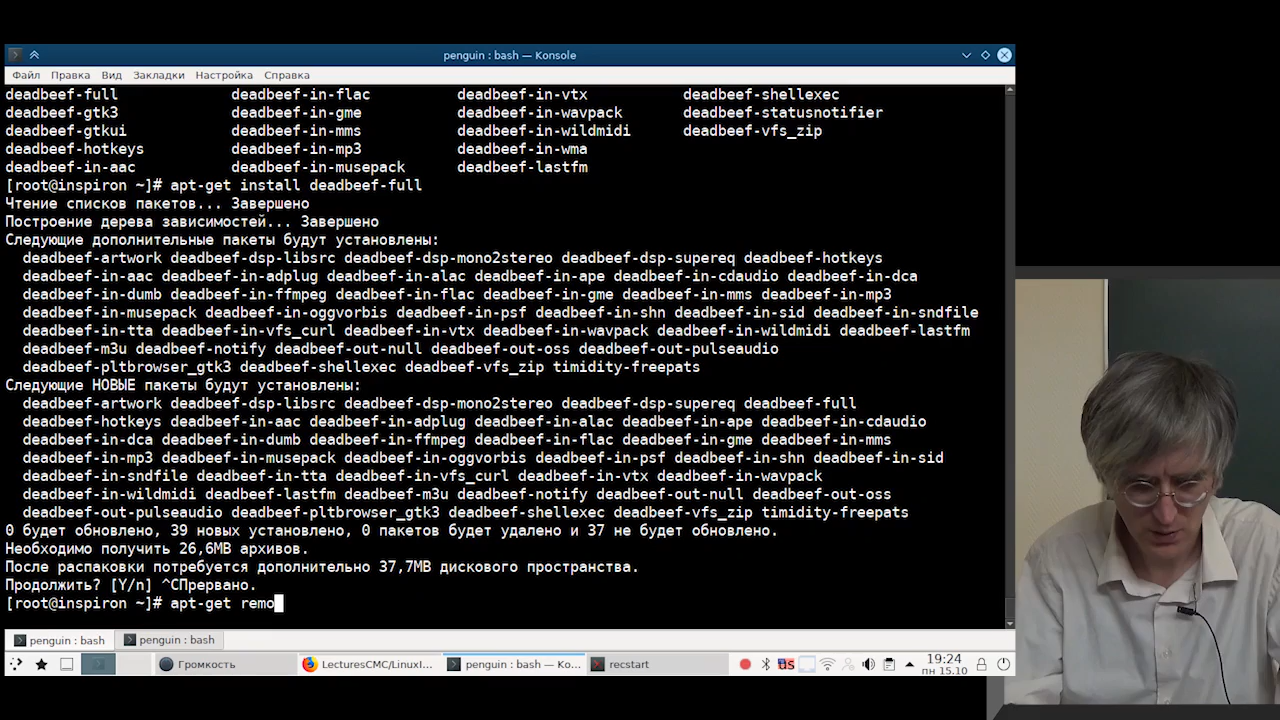 penguin : bash — Konsole
Файл Правка Вид Закладки Настройка Справка
deadbeef-full deadbeef-in-flac deadbeef-in-vtx deadbeef-shellexec
deadbeef-gtk3 deadbeef-in-gme deadbeef-in-wavpack deadbeef-statusnotifier
deadbeef-gtkui deadbeef-in-mms deadbeef-in-wildmidi deadbeef-vfs_zip
deadbeef-hotkeys deadbeef-in-mp3 deadbeef-in-wma
deadbeef-in-aac deadbeef-in-musepack deadbeef-lastfm
[root@inspiron ~]# apt-get install deadbeef-full
Чтение списков пакетов... Завершено
Построение дерева зависимостей... Завершено
Следующие дополнительные пакеты будут установлены:
deadbeef-artwork deadbeef-dsp-libsrc deadbeef-dsp-mono2stereo deadbeef-dsp-supereq deadbeef-hotkeys
deadbeef-in-aac deadbeef-in-adplug deadbeef-in-alac deadbeef-in-ape deadbeef-in-cdaudio deadbeef-in-dca
deadbeef-in-dumb deadbeef-in-ffmpeg deadbeef-in-flac deadbeef-in-gme deadbeef-in-mms deadbeef-in-mp3
deadbeef-in-musepack deadbeef-in-oggvorbis deadbeef-in-psf deadbeef-in-shn deadbeef-in-sid deadbeef-in-sndfile
deadbeef-in-tta deadbeef-in-vfs_curl deadbeef-in-vtx deadbeef-in-wavpack deadbeef-in-wildmidi deadbeef-lastfm
deadbeef-m3u deadbeef-notify deadbeef-out-null deadbeef-out-oss deadbeef-out-pulseaudio
deadbeef-pltbrowser_gtk3 deadbeef-shellexec deadbeef-vfs_zip timidity-freepats
Следующие НОВЫЕ пакеты будут установлены:
deadbeef-artwork deadbeef-dsp-libsrc deadbeef-dsp-mono2stereo deadbeef-dsp-supereq deadbeef-full
deadbeef-hotkeys deadbeef-in-aac deadbeef-in-adplug deadbeef-in-alac deadbeef-in-ape deadbeef-in-cdaudio
deadbeef-in-dca deadbeef-in-dumb deadbeef-in-ffmpeg deadbeef-in-flac deadbeef-in-gme deadbeef-in-mms
deadbeef-in-mp3 deadbeef-in-musepack deadbeef-in-oggvorbis deadbeef-in-psf deadbeef-in-shn deadbeef-in-sid
deadbeef-in-sndfile deadbeef-in-tta deadbeef-in-vfs_curl deadbeef-in-vtx deadbeef-in-wavpack
deadbeef-in-wildmidi deadbeef-lastfm deadbeef-m3u deadbeef-notify deadbeef-out-null deadbeef-out-oss
deadbeef-out-pulseaudio deadbeef-pltbrowser_gtk3 deadbeef-shellexec deadbeef-vfs_zip timidity-freepats
0 будет обновлено, 39 новых установлено, 0 пакетов будет удалено и 37 не будет обновлено.
Необходимо получить 26,6MB архивов.
После распаковки потребуется дополнительно 37,7MB дискового пространства.
Продолжить? [Y/n] ^CПрервано.
[root@inspiron ~]# apt-get remo
penguin : bash penguin : bash
Громкость LecturesCMC/LinuxI... penguin : bash — Ko... recstart us 19:24
пн 15.10